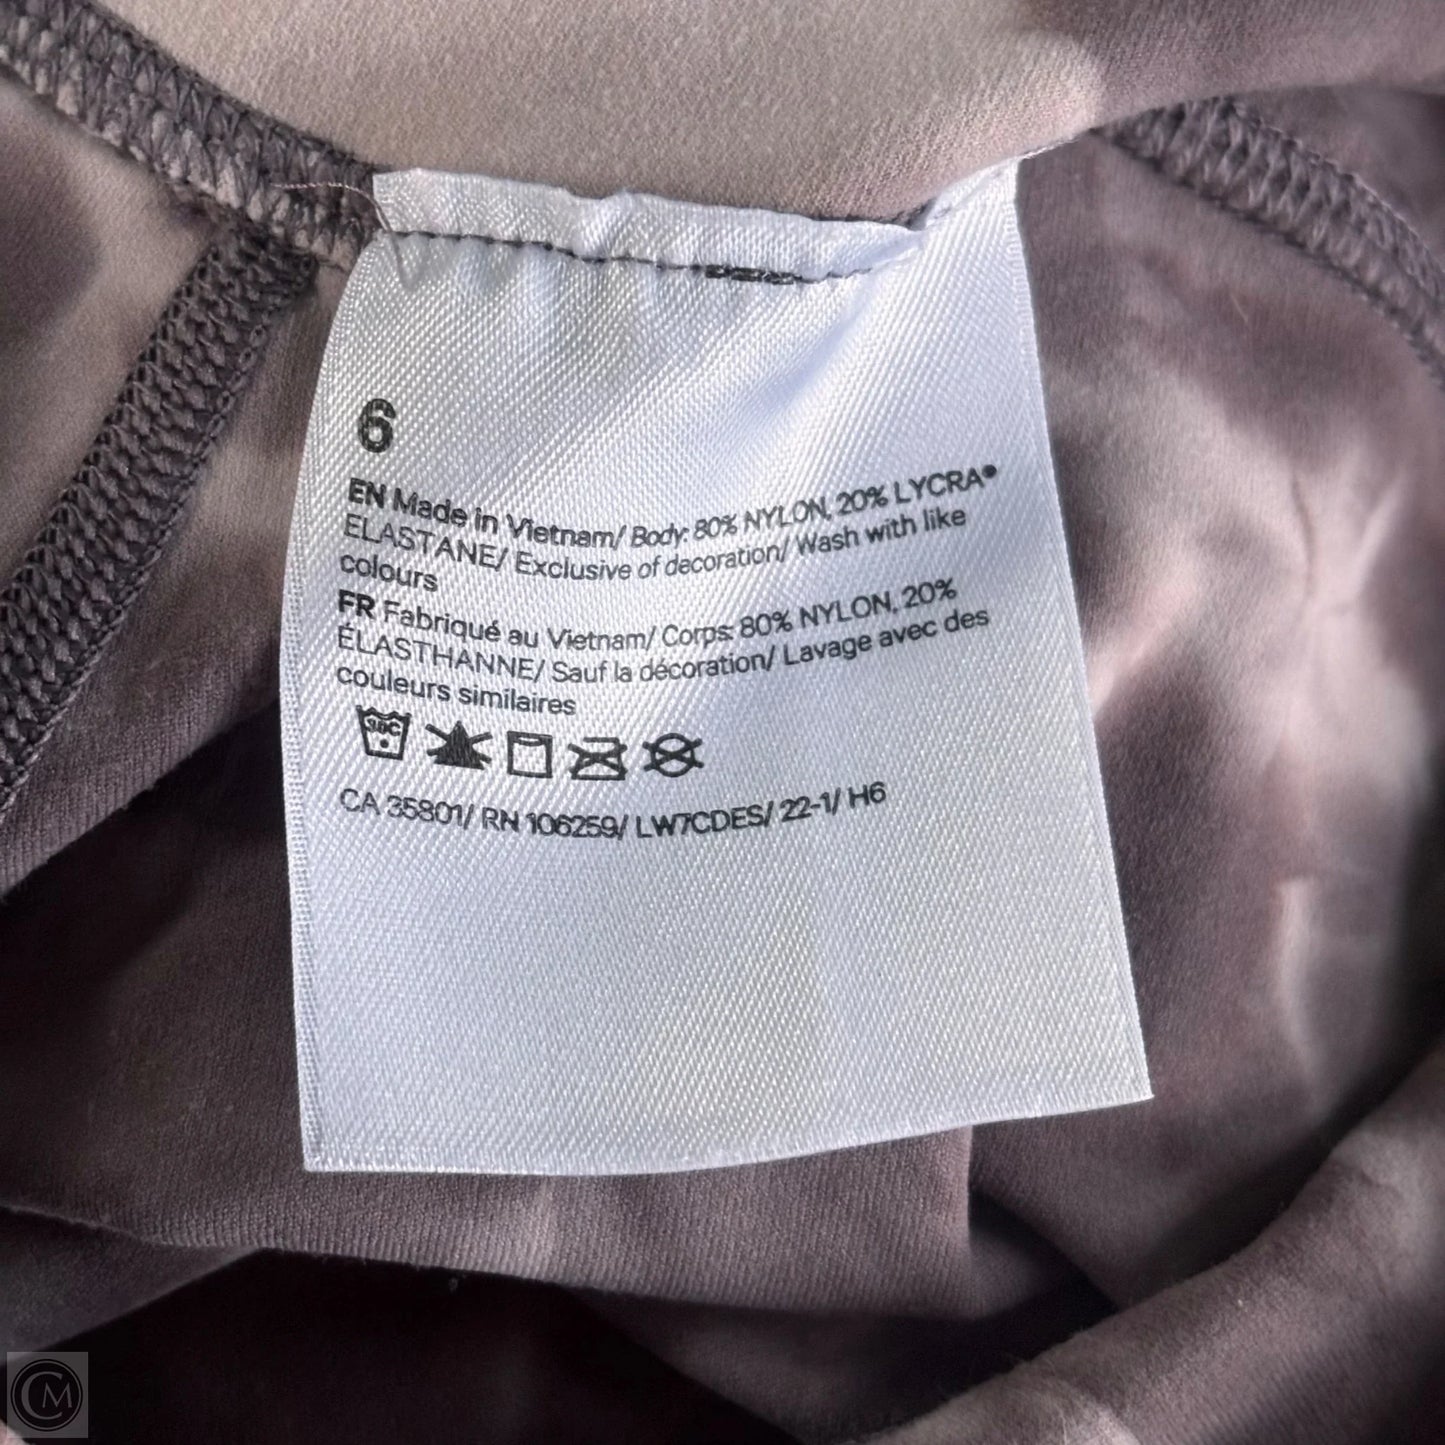 6
EN Made in Vietnam/ Body: 80% NYLON, 20% LYCRA®
ELASTANE/ Exclusive of decoration/ Wash with like
colours
FR Fabriqué au Vietnam/ Corps: 80% NYLON, 20%
ÉLASTHANNE/ Sauf la décoration/ Lavage avec des
couleurs similaires
30C
CA 35801/ RN 106259/ LW7CDES/ 22-1/ H6
CM